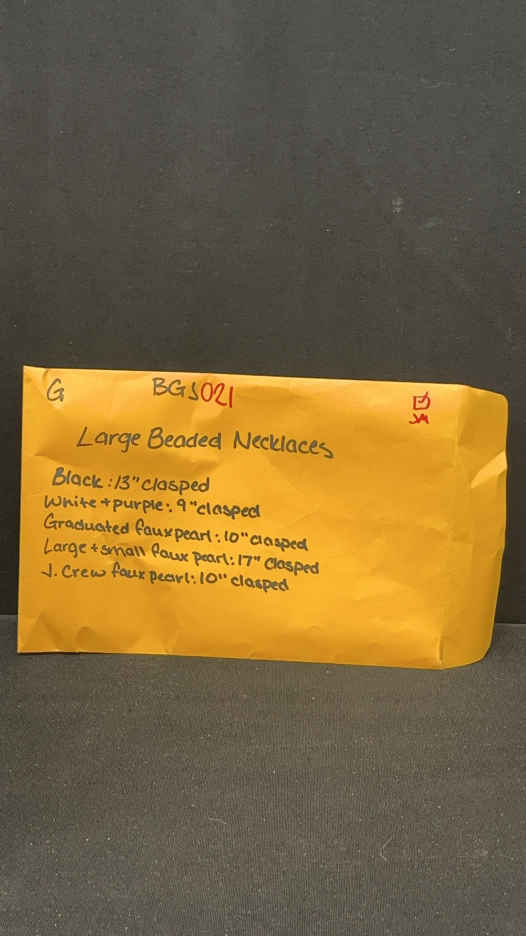 G BGJ021
Large Beaded Necklaces
Black: 13" clasped
White + purple: 9" clasped
Graduated faux pearl: 10" clasped
Large + small faux pearl: 17" clasped
J. Crew faux pearl: 10" clasped